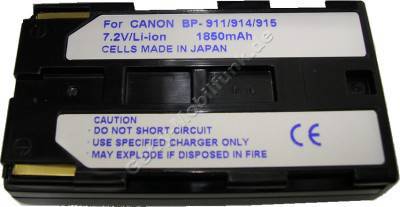 For CANON BP- 911/914/915
7.2V/Li-ion 1850mAh
CELLS MADE IN JAPAN
CAUTION:
- DO NOT SHORT CIRCUIT
- USE SPECIFIED CHARGER ONLY
- MAY EXPLODE IF DISPOSED IN FIRE
CE